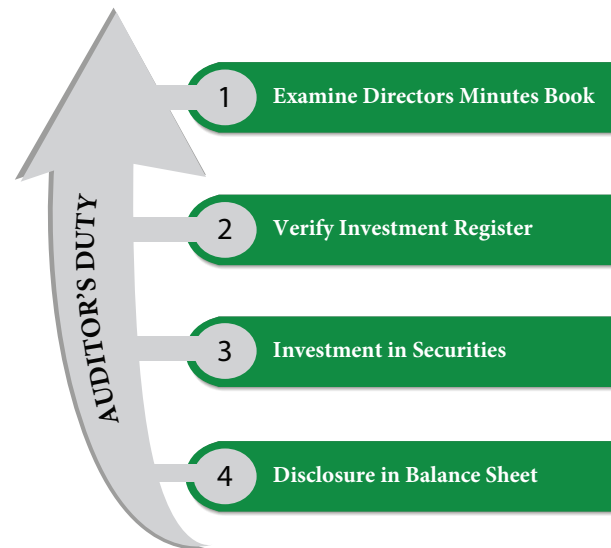 AUDITOR'S DUTY
1 Examine Directors Minutes Book
2 Verify Investment Register
3 Investment in Securities
4 Disclosure in Balance Sheet